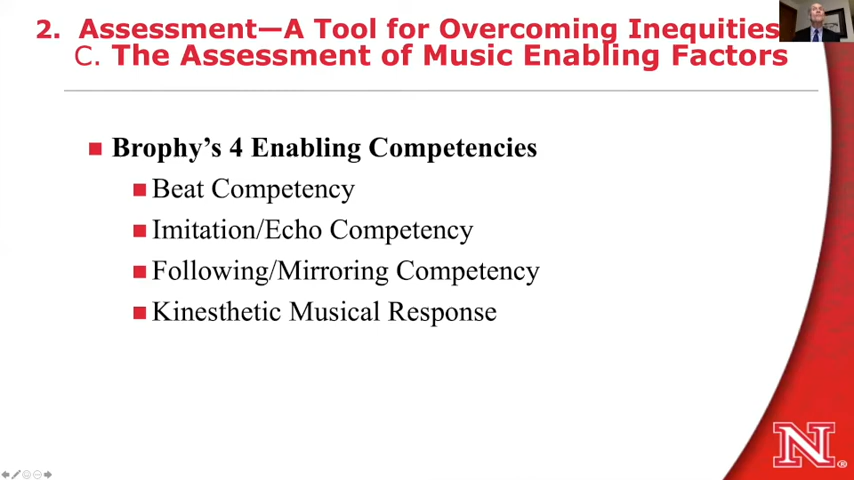 2. Assessment—A Tool for Overcoming Inequities
C. The Assessment of Music Enabling Factors
Brophy's 4 Enabling Competencies
Beat Competency
Imitation/Echo Competency
Following/Mirroring Competency
Kinesthetic Musical Response
N®